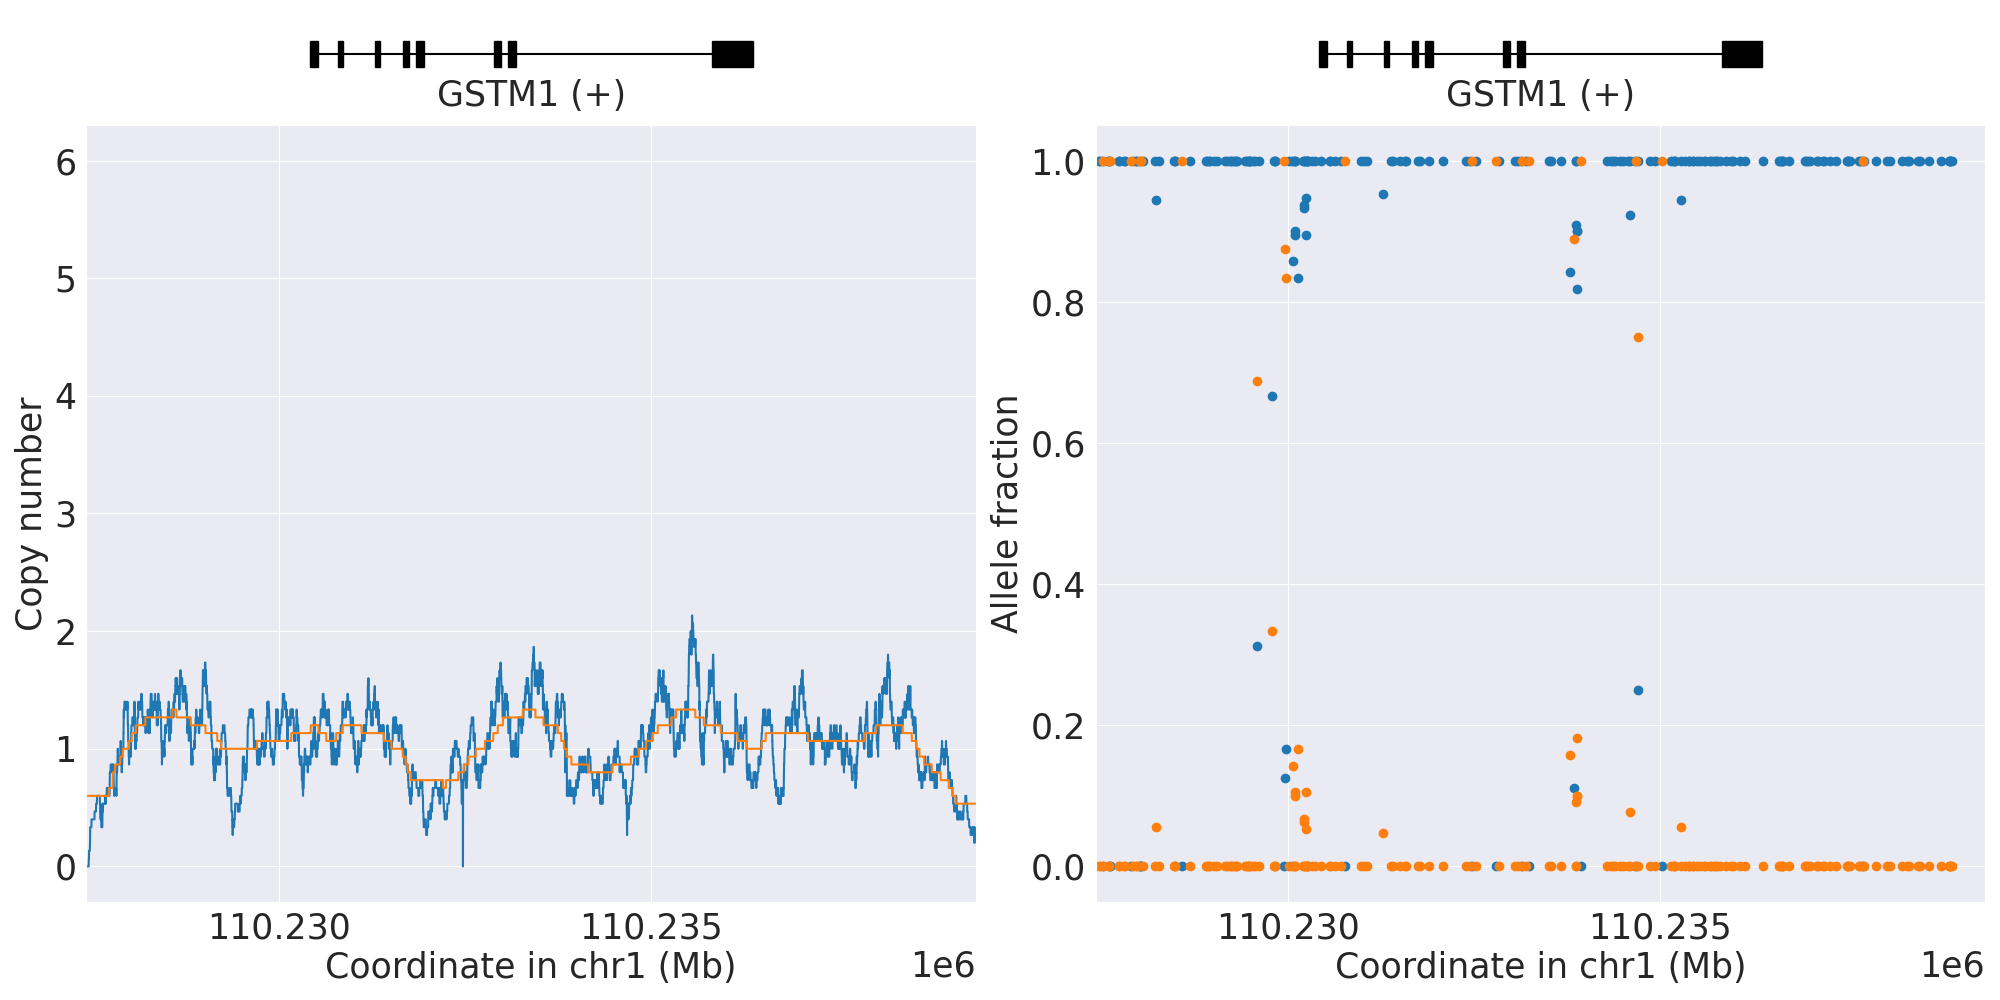 GSTM1 (+)
6
5
4
3
2
1
0
Copy number
110.230
110.235
Coordinate in chr1 (Mb)
1e6
GSTM1 (+)
1.0
0.8
0.6
0.4
0.2
0.0
Allele fraction
110.230
110.235
Coordinate in chr1 (Mb)
1e6